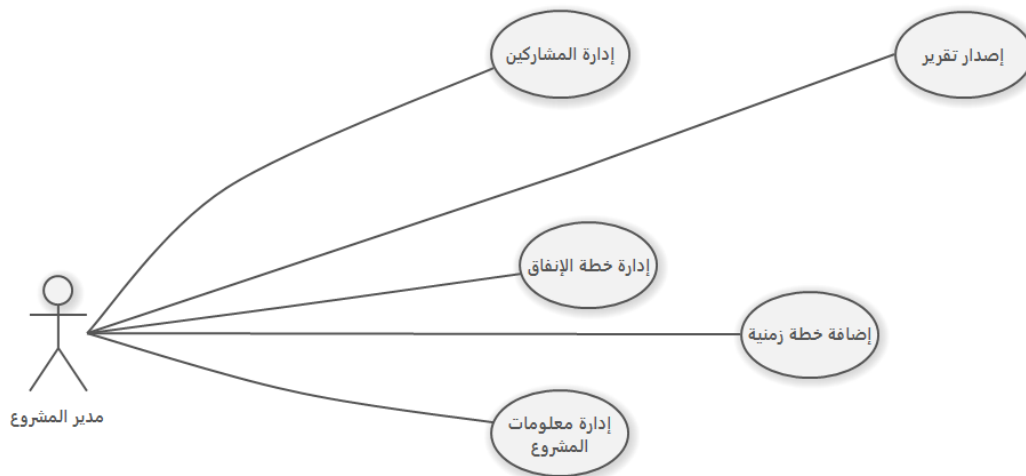 إدارة المشاركين
إصدار تقرير
إدارة خطة الإنفاق
إضافة خطة زمنية
مدير المشروع
إدارة معلومات
المشروع